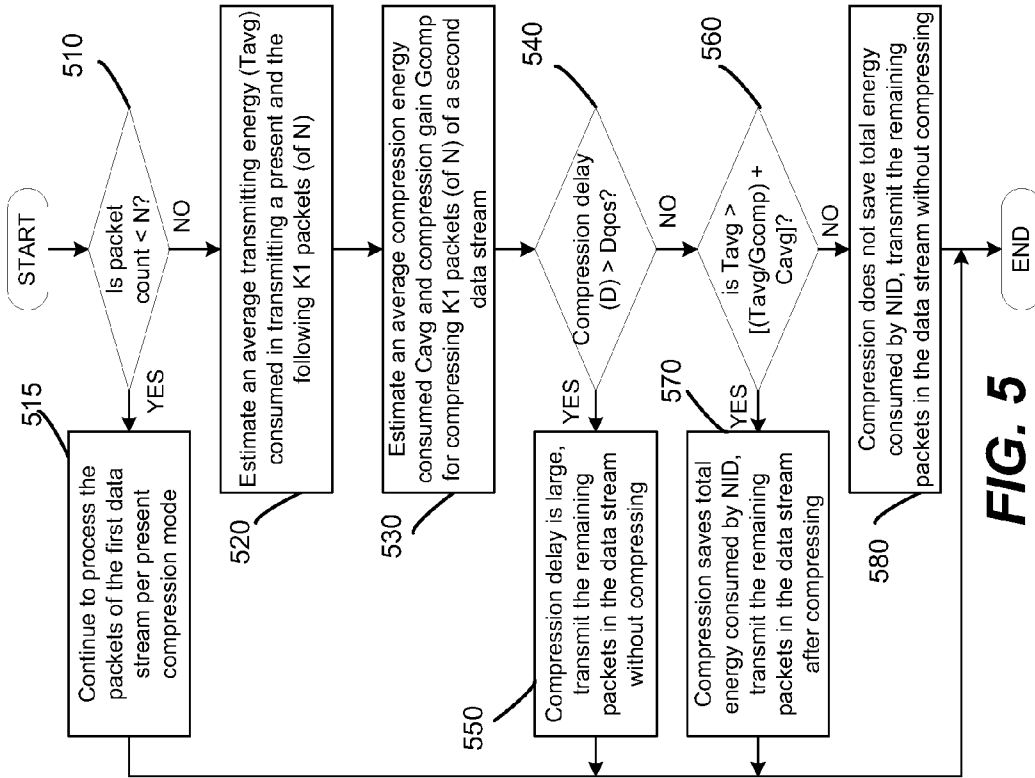 START
510
Is packet
count < N?
YES
NO
515
Continue to process the
packets of the first data
stream per present
compression mode
Estimate an average transmitting energy (Tavg)
consumed in transmitting a present and the
following K1 packets (of N)
520
Estimate an average compression energy
consumed Cavg and compression gain Gcomp
for compressing K1 packets (of N) of a second
data stream
530
540
Compression delay
(D) > Dqos?
YES
NO
Compression delay is large,
transmit the remaining
packets in the data stream
without compressing
550
560
is Tavg >
[(Tavg/Gcomp) +
Cavg]?
YES
NO
570
Compression saves total
energy consumed by NID,
transmit the remaining
packets in the data stream
after compressing
Compression does not save total energy
consumed by NID, transmit the remaining
packets in the data stream without compressing
580
END
FIG. 5